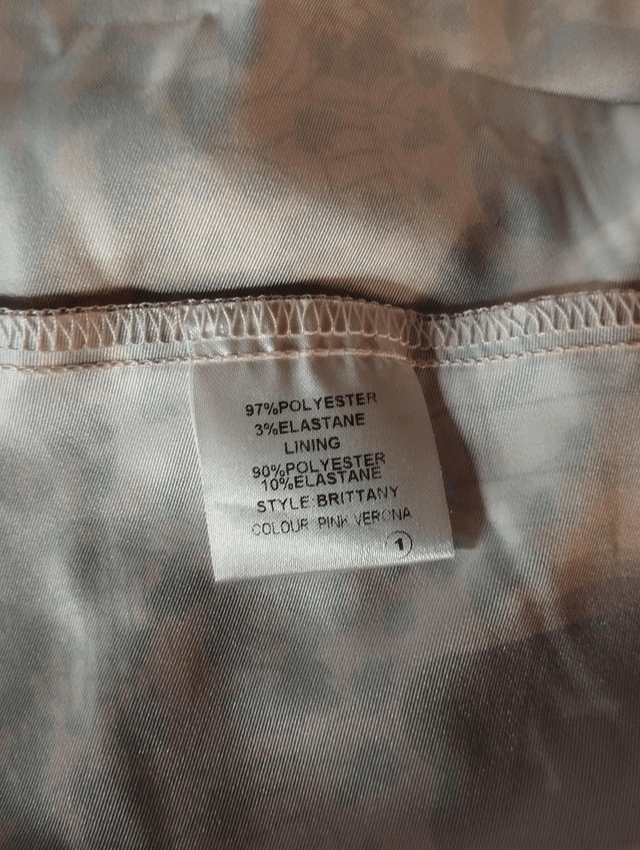 97%POLYESTER
3%ELASTANE
LINING
90%POLYESTER
10%ELASTANE
STYLE:BRITTANY
COLOUR :PINK VERONA
1